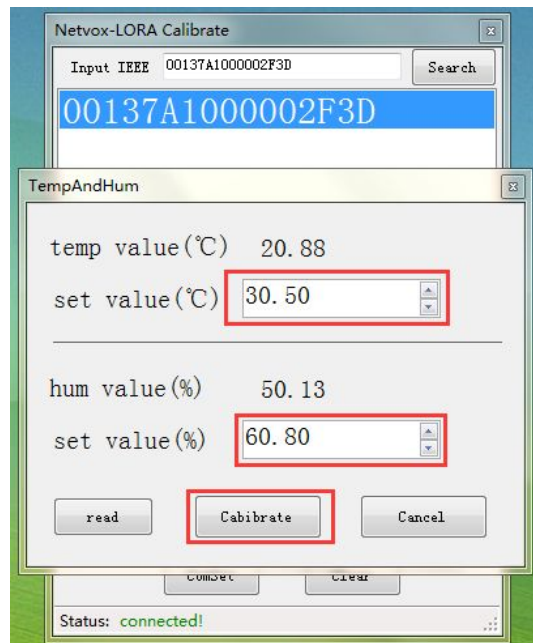 Netvox-LORA Calibrate
Input IEEE 00137A1000002F3D Search
00137A1000002F3D
TempAndHum
temp value(℃) 20.88
set value(℃) 30.50
hum value(%) 50.13
set value(%) 60.80
read Cabibrate Cancel
ComSet Clear
Status: connected!